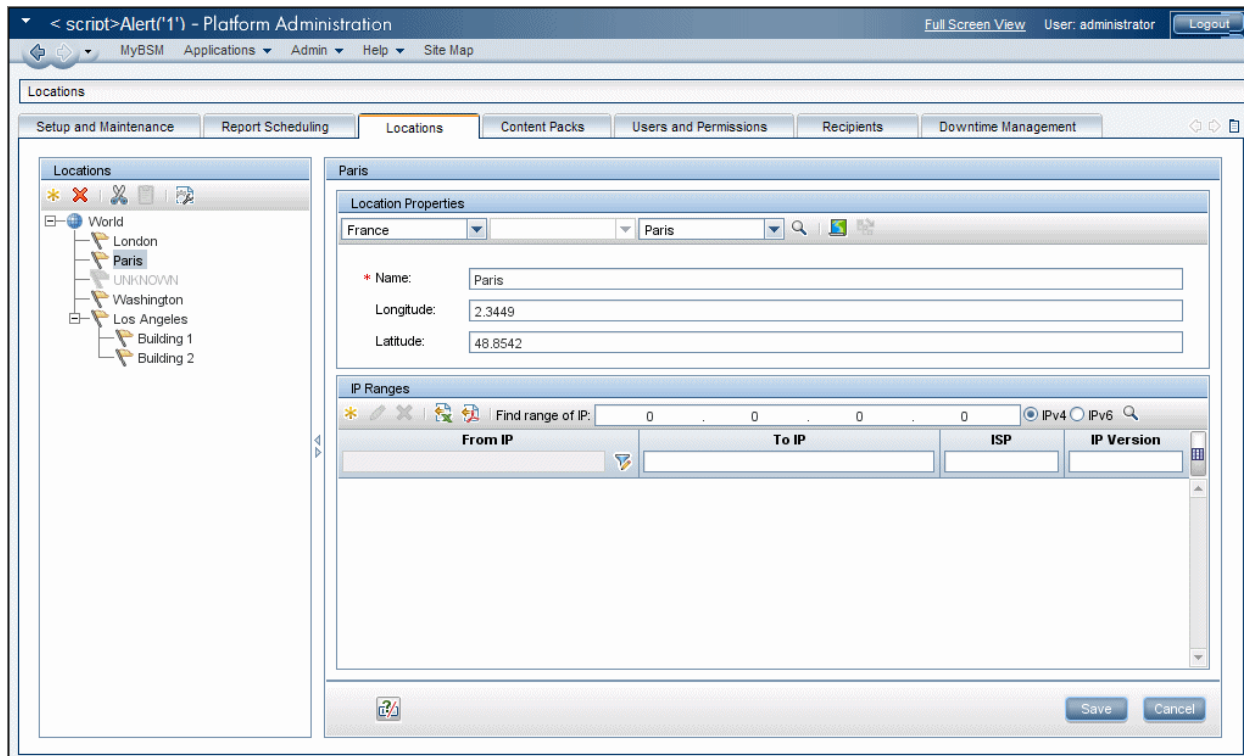 < script>Alert('1') - Platform Administration
Full Screen View User: administrator Logout
MyBSM Applications Admin Help Site Map
Locations
Setup and Maintenance Report Scheduling Locations Content Packs Users and Permissions Recipients Downtime Management
Locations
World
London
Paris
UNKNOWN
Washington
Los Angeles
Building 1
Building 2
Paris
Location Properties
France Paris
* Name: Paris
Longitude: 2.3449
Latitude: 48.8542
IP Ranges
Find range of IP: 0 . 0 . 0 . 0 IPv4 IPv6
From IP To IP ISP IP Version
Save Cancel